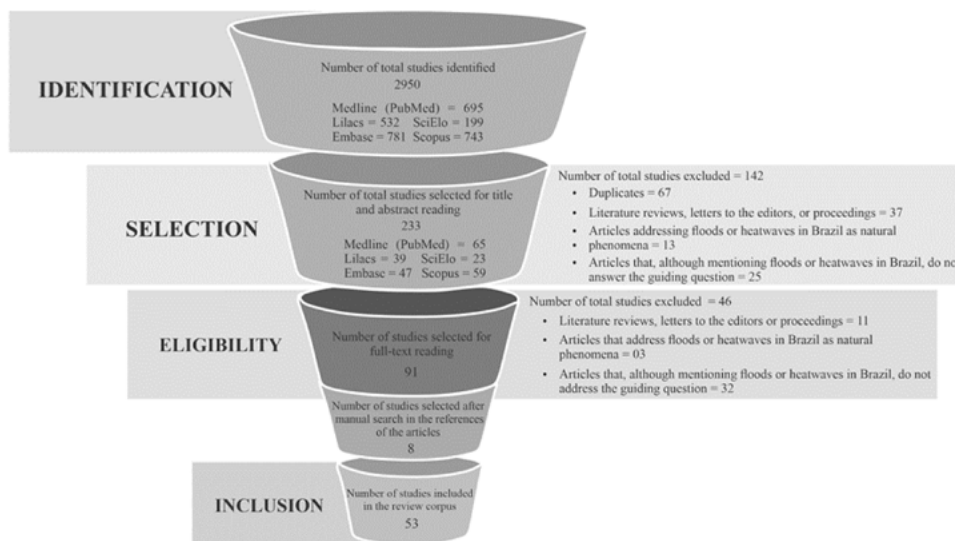 IDENTIFICATION
Number of total studies identified
2950
Medline (PubMed) = 695
Lilacs = 532 SciElo = 199
Embase = 781 Scopus = 743
SELECTION
Number of total studies selected for title
and abstract reading
233
Medline (PubMed) = 65
Lilacs = 39 SciElo = 23
Embase = 47 Scopus = 59
Number of total studies excluded = 142
• Duplicates = 67
• Literature reviews, letters to the editors, or proceedings = 37
• Articles addressing floods or heatwaves in Brazil as natural
• phenomena = 13
• Articles that, although mentioning floods or heatwaves in Brazil, do not
answer the guiding question = 25
ELIGIBILITY
Number of studies selected for
full-text reading
91
Number of total studies excluded = 46
• Literature reviews, letters to the editors or proceedings = 11
• Articles that address floods or heatwaves in Brazil as natural
phenomena = 03
• Articles that, although mentioning floods or heatwaves in Brazil, do not
address the guiding question = 32
Number of studies selected after
manual search in the references
of the articles
8
INCLUSION
Number of studies included
in the review corpus
53